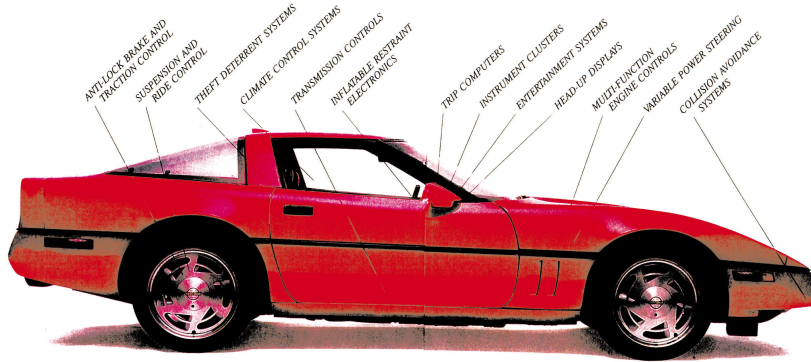 ANTI-LOCK BRAKE AND
TRACTION CONTROL
SUSPENSION AND
RIDE CONTROL
THEFT DETERRENT SYSTEMS
CLIMATE CONTROL SYSTEMS
TRANSMISSION CONTROLS
INFLATABLE RESTRAINT
ELECTRONICS
TRIP COMPUTERS
INSTRUMENT CLUSTERS
ENTERTAINMENT SYSTEMS
HEAD-UP DISPLAYS
MULTI-FUNCTION
ENGINE CONTROLS
VARIABLE POWER STEERING
COLLISION AVOIDANCE
SYSTEMS